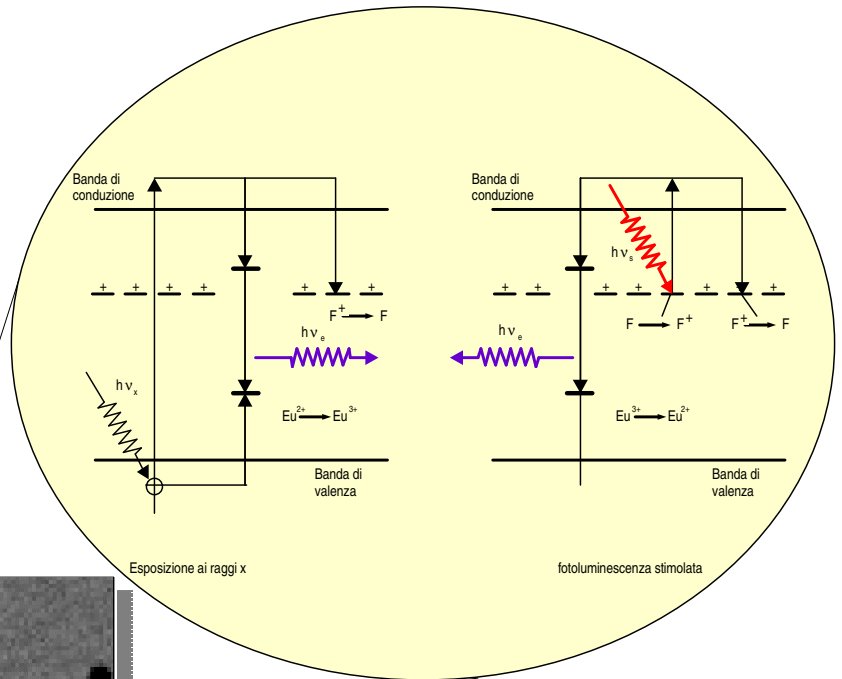 Banda di
conduzione
+ + + + + +
F⁺ → F
hνₑ
hνₓ
Eu²⁺ → Eu³⁺
Banda di
valenza
Esposizione ai raggi x
Banda di
conduzione
hνₛ
+ + + + + +
F → F⁺ F⁺ → F
hνₑ
Eu³⁺ → Eu²⁺
Banda di
valenza
fotoluminescenza stimolata